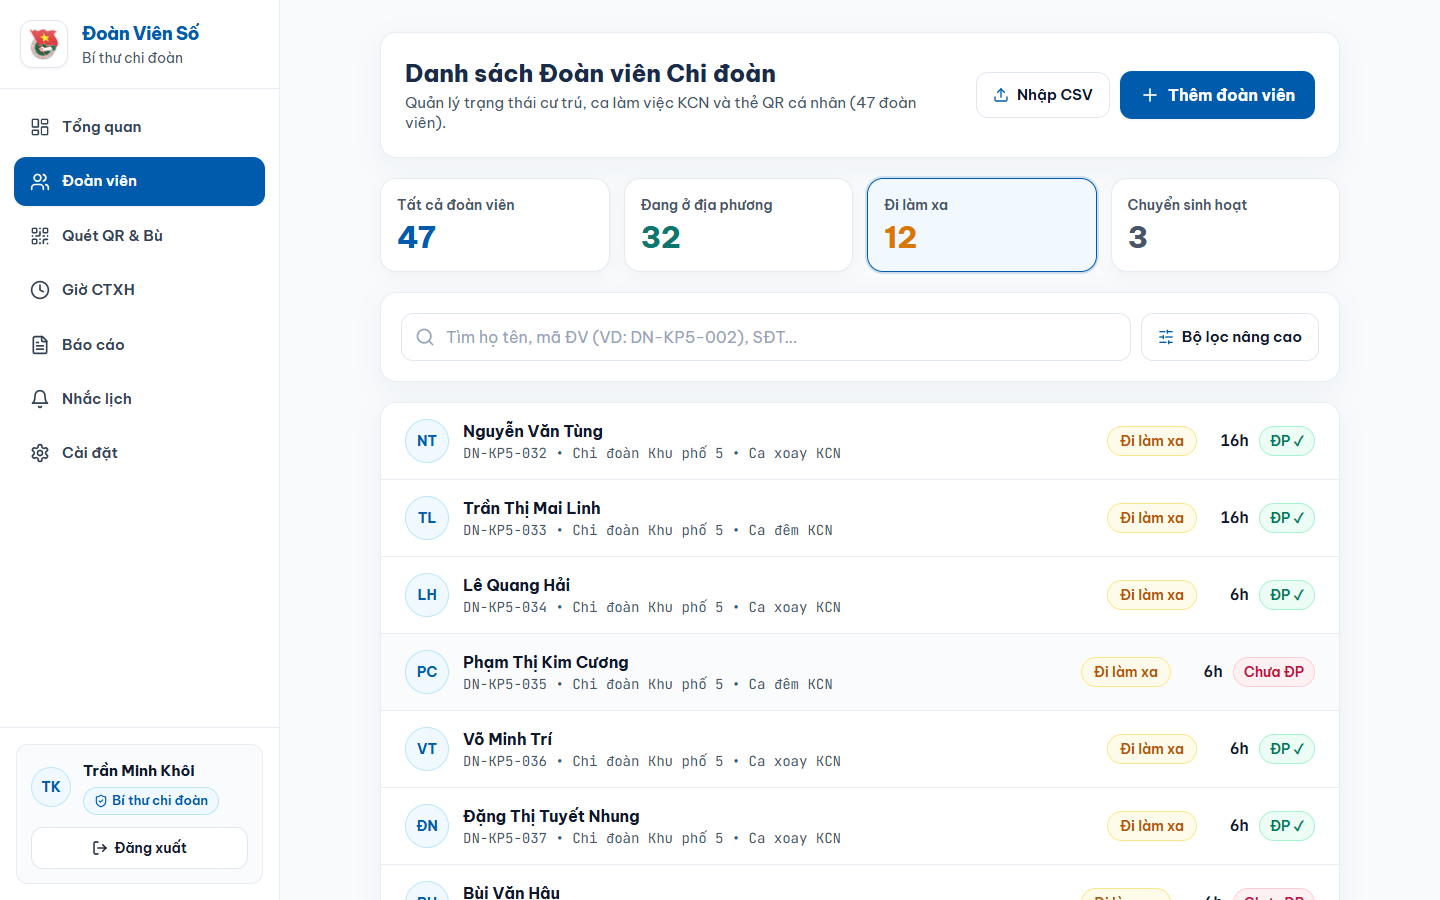 Đoàn Viên Số
Bí thư chi đoàn
Tổng quan
Đoàn viên
Quét QR & Bù
Giờ CTXH
Báo cáo
Nhắc lịch
Cài đặt
TK
Trần Minh Khôi
Bí thư chi đoàn
Đăng xuất
Danh sách Đoàn viên Chi đoàn
Quản lý trạng thái cư trú, ca làm việc KCN và thẻ QR cá nhân (47 đoàn
viên).
Nhập CSV
Thêm đoàn viên
Tất cả đoàn viên
47
Đang ở địa phương
32
Đi làm xa
12
Chuyển sinh hoạt
3
Tìm họ tên, mã ĐV (VD: DN-KP5-002), SĐT...
Bộ lọc nâng cao
NT
Nguyễn Văn Tùng
DN-KP5-032 • Chi đoàn Khu phố 5 • Ca xoay KCN
Đi làm xa
16h
ĐP ✓
TL
Trần Thị Mai Linh
DN-KP5-033 • Chi đoàn Khu phố 5 • Ca đêm KCN
Đi làm xa
16h
ĐP ✓
LH
Lê Quang Hải
DN-KP5-034 • Chi đoàn Khu phố 5 • Ca xoay KCN
Đi làm xa
6h
ĐP ✓
PC
Phạm Thị Kim Cương
DN-KP5-035 • Chi đoàn Khu phố 5 • Ca đêm KCN
Đi làm xa
6h
Chưa ĐP
VT
Võ Minh Trí
DN-KP5-036 • Chi đoàn Khu phố 5 • Ca xoay KCN
Đi làm xa
6h
ĐP ✓
ĐN
Đặng Thị Tuyết Nhung
DN-KP5-037 • Chi đoàn Khu phố 5 • Ca xoay KCN
Đi làm xa
6h
ĐP ✓
Bùi Văn Hậu
Đi làm xa
6h
Chưa ĐP